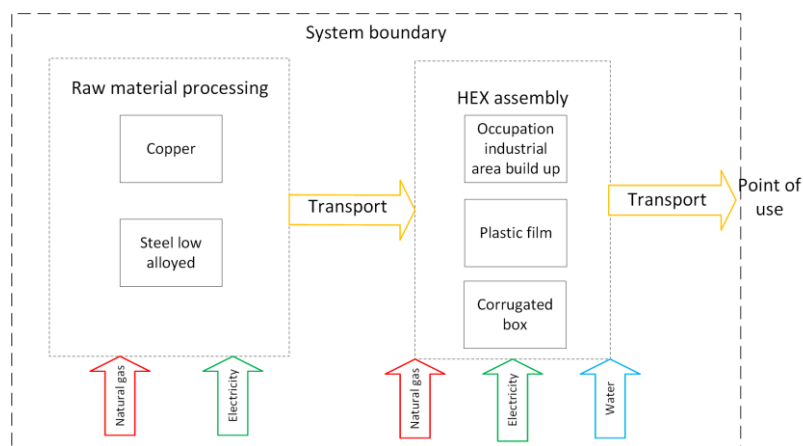 System boundary
Raw material processing
Copper
Steel low
alloyed
Natural gas
Electricity
Transport
HEX assembly
Occupation
industrial
area build up
Plastic film
Corrugated
box
Natural gas
Electricity
Water
Transport
Point of
use